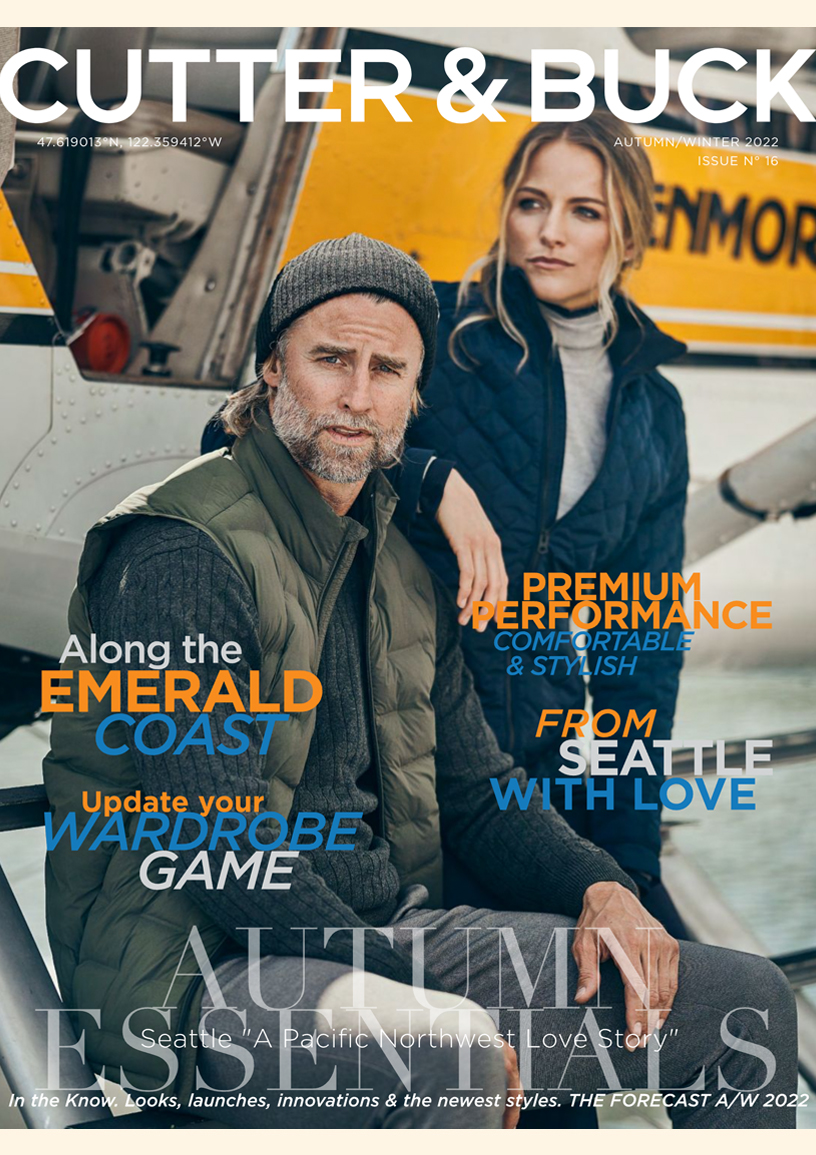 CUTTER & BUCK
47.619013°N, 122.359412°W
AUTUMN/WINTER 2022
ISSUE N° 16
ENMOR
PREMIUM
PERFORMANCE
COMFORTABLE
& STYLISH
Along the
EMERALD
COAST
FROM
SEATTLE
WITH LOVE
Update your
WARDROBE
GAME
AUTUMN
ESSENTIALS
Seattle "A Pacific Northwest Love Story"
In the Know. Looks, launches, innovations & the newest styles. THE FORECAST A/W 2022